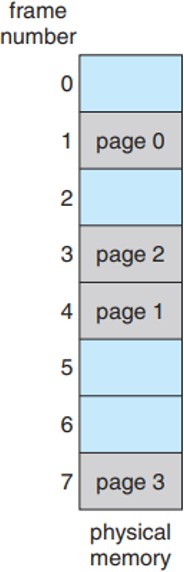 frame
number
0
1 page 0
2
3 page 2
4 page 1
5
6
7 page 3
physical
memory